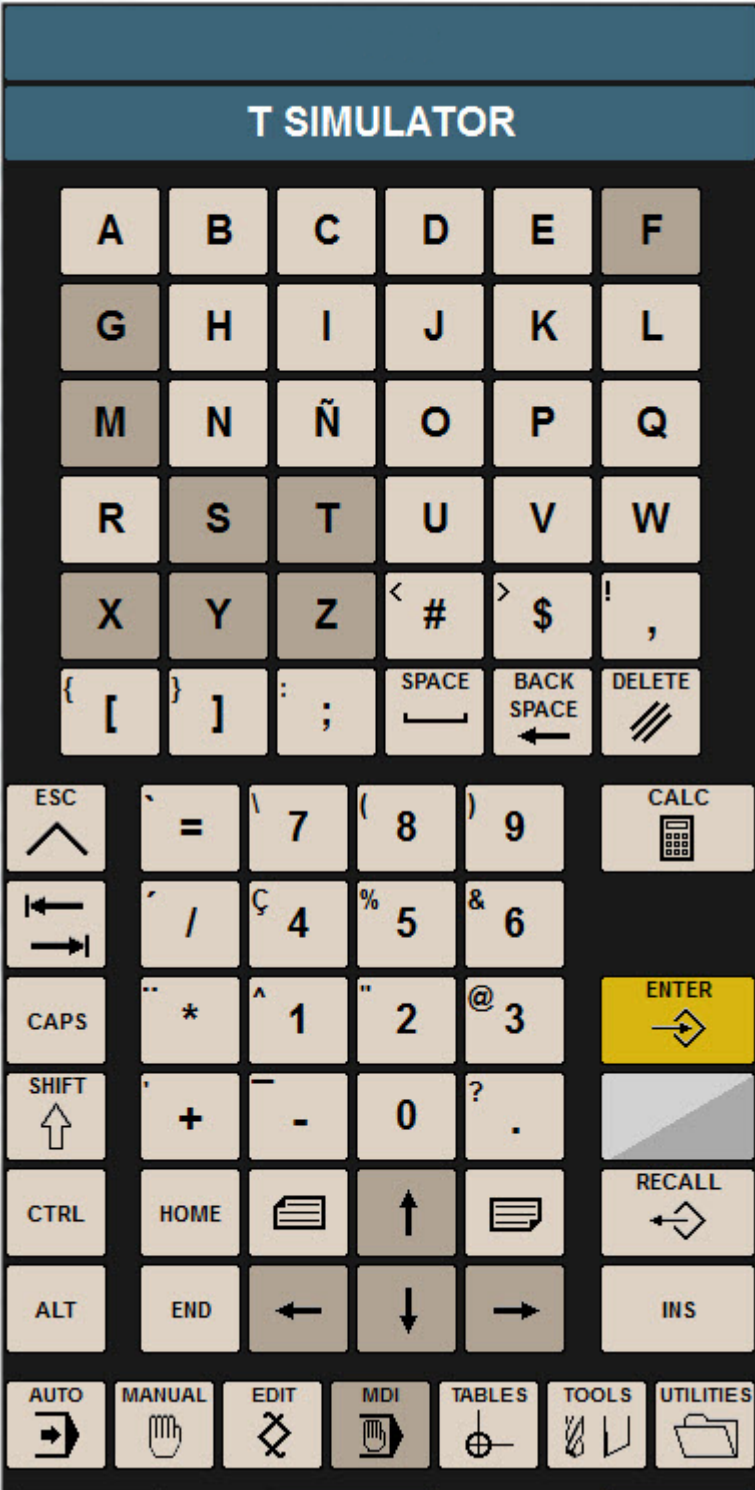 T SIMULATOR
A B C D E F
G H I J K L
M N Ñ O P Q
R S T U V W
X Y Z < # > $ ! ,
{ [ } ] : ; SPACE BACK SPACE DELETE
ESC ` = \ 7 ( 8 ) 9 CALC
´ / Ç 4 % 5 & 6
CAPS ¨ * ^ 1 " 2 @ 3 ENTER
SHIFT ' + _ - 0 ? .
CTRL HOME RECALL
ALT END INS
AUTO MANUAL EDIT MDI TABLES TOOLS UTILITIES